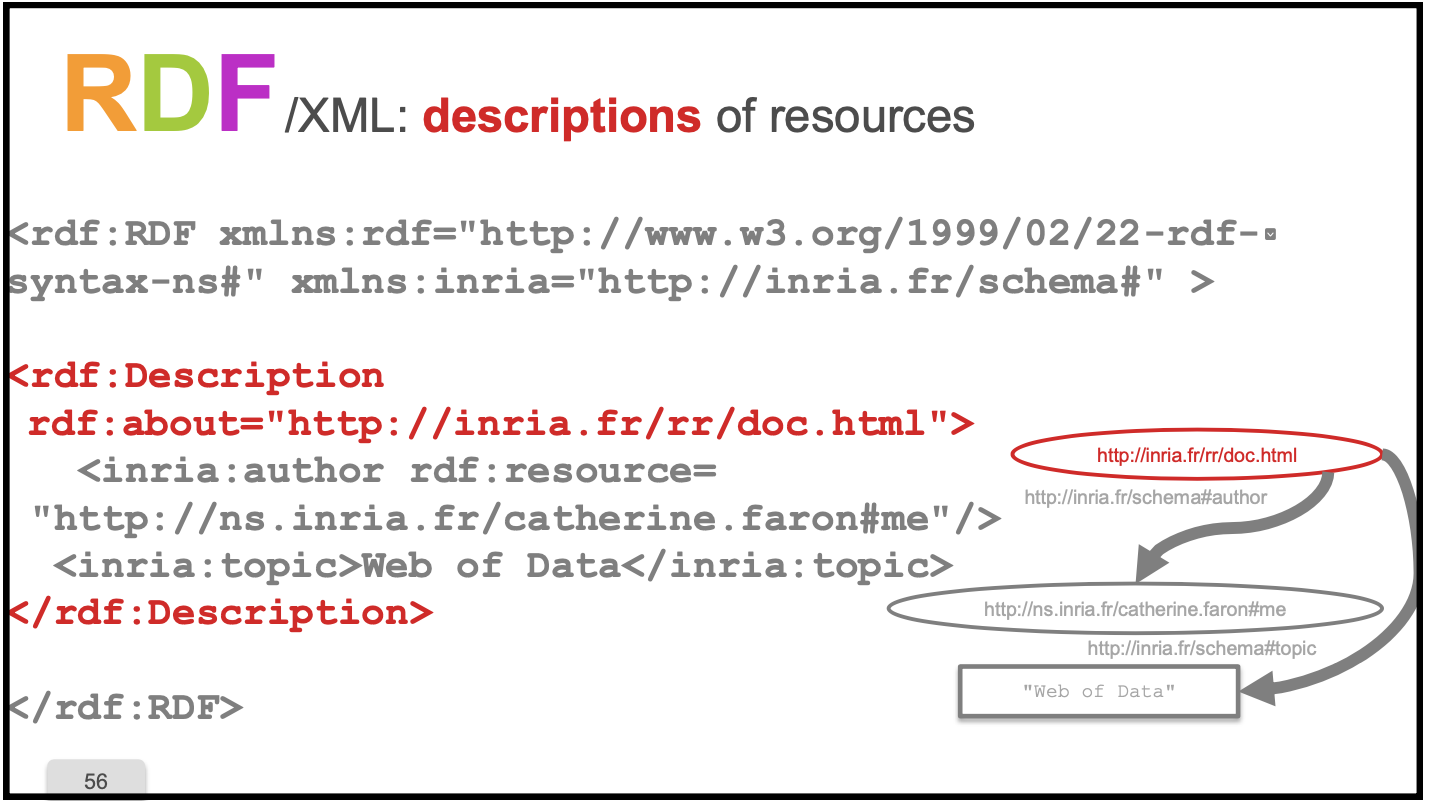 RDF/XML: descriptions of resources
<rdf:RDF xmlns:rdf="http://www.w3.org/1999/02/22-rdf-
syntax-ns#" xmlns:inria="http://inria.fr/schema#" >
<rdf:Description
rdf:about="http://inria.fr/rr/doc.html">
<inria:author rdf:resource=
"http://ns.inria.fr/catherine.faron#me"/>
<inria:topic>Web of Data</inria:topic>
</rdf:Description>
</rdf:RDF>
http://inria.fr/rr/doc.html
http://inria.fr/schema#author
http://ns.inria.fr/catherine.faron#me
http://inria.fr/schema#topic
"Web of Data"
56